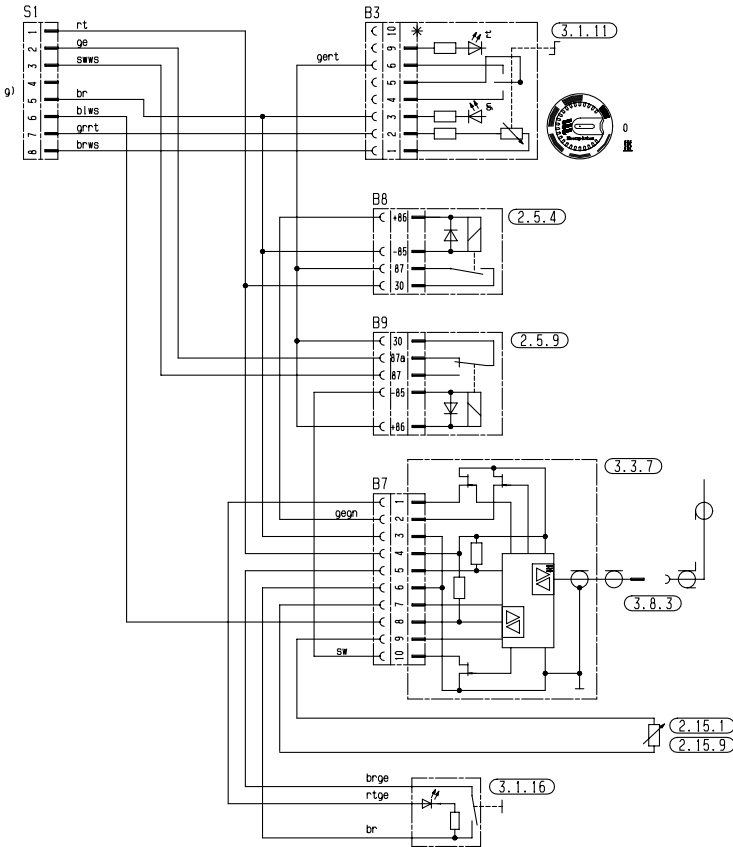 S1
1 rt
2 ge
3 swws
4
g)
5 br
6 blws
7 grrt
8 brws
B3
10
9
gert
6
5
4
3
2
1
3.1.11
0
B8
+86
-85
87
30
2.5.4
B9
30
87a
87
-85
+86
2.5.9
B7
1
gegn 2
3
4
5
6
7
8
9
sw 10
3.3.7
3.8.3
2.15.1
2.15.9
brge
rtge
br
3.1.16